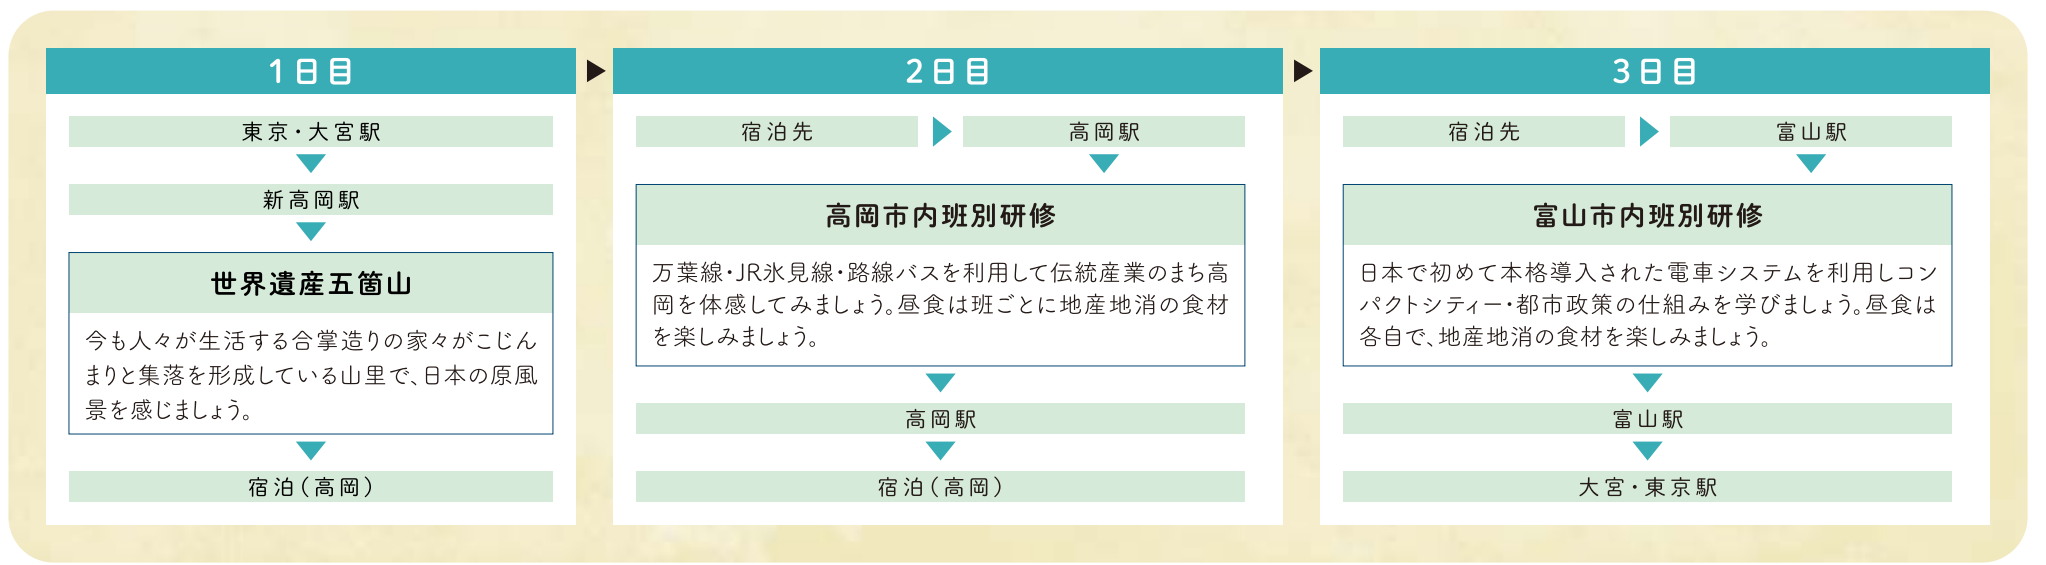 1日目
東京・大宮駅
新高岡駅
世界遺産五箇山
今も人々が生活する合掌造りの家々がこじん
まりと集落を形成している山里で、日本の原風
景を感じましょう。
宿泊（高岡）
2日目
宿泊先
高岡駅
高岡市内班別研修
万葉線・JR氷見線・路線バスを利用して伝統産業のまち高
岡を体感してみましょう。昼食は班ごとに地産地消の食材
を楽しみましょう。
高岡駅
宿泊（高岡）
3日目
宿泊先
富山駅
富山市内班別研修
日本で初めて本格導入された電車システムを利用しコン
パクトシティー・都市政策の仕組みを学びましょう。昼食は
各自で、地産地消の食材を楽しみましょう。
富山駅
大宮・東京駅